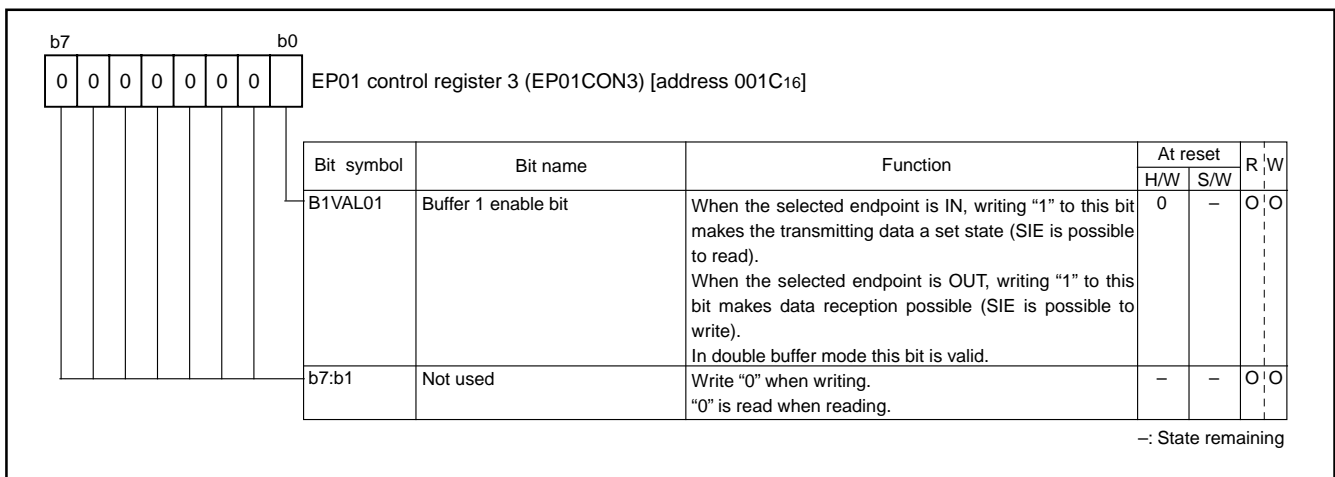 b7 b0
0 0 0 0 0 0 0
EP01 control register 3 (EP01CON3) [address 001C16]
Bit symbol Bit name Function At reset R W
H/W S/W
B1VAL01 Buffer 1 enable bit When the selected endpoint is IN, writing “1” to this bit 0 – O O
makes the transmitting data a set state (SIE is possible
to read).
When the selected endpoint is OUT, writing “1” to this
bit makes data reception possible (SIE is possible to
write).
In double buffer mode this bit is valid.
b7:b1 Not used Write “0” when writing. – – O O
“0” is read when reading.
–: State remaining